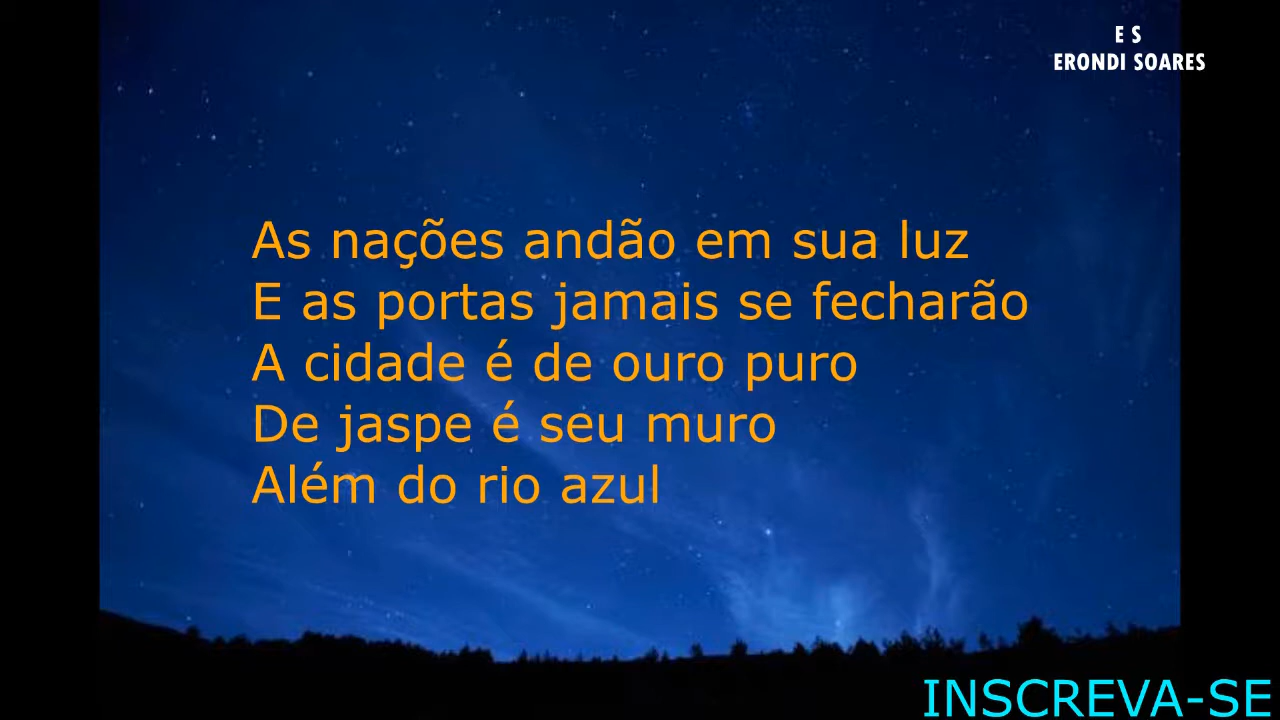 E S
ERONDI SOARES
As nações andão em sua luz
E as portas jamais se fecharão
A cidade é de ouro puro
De jaspe é seu muro
Além do rio azul
INSCREVA-SE